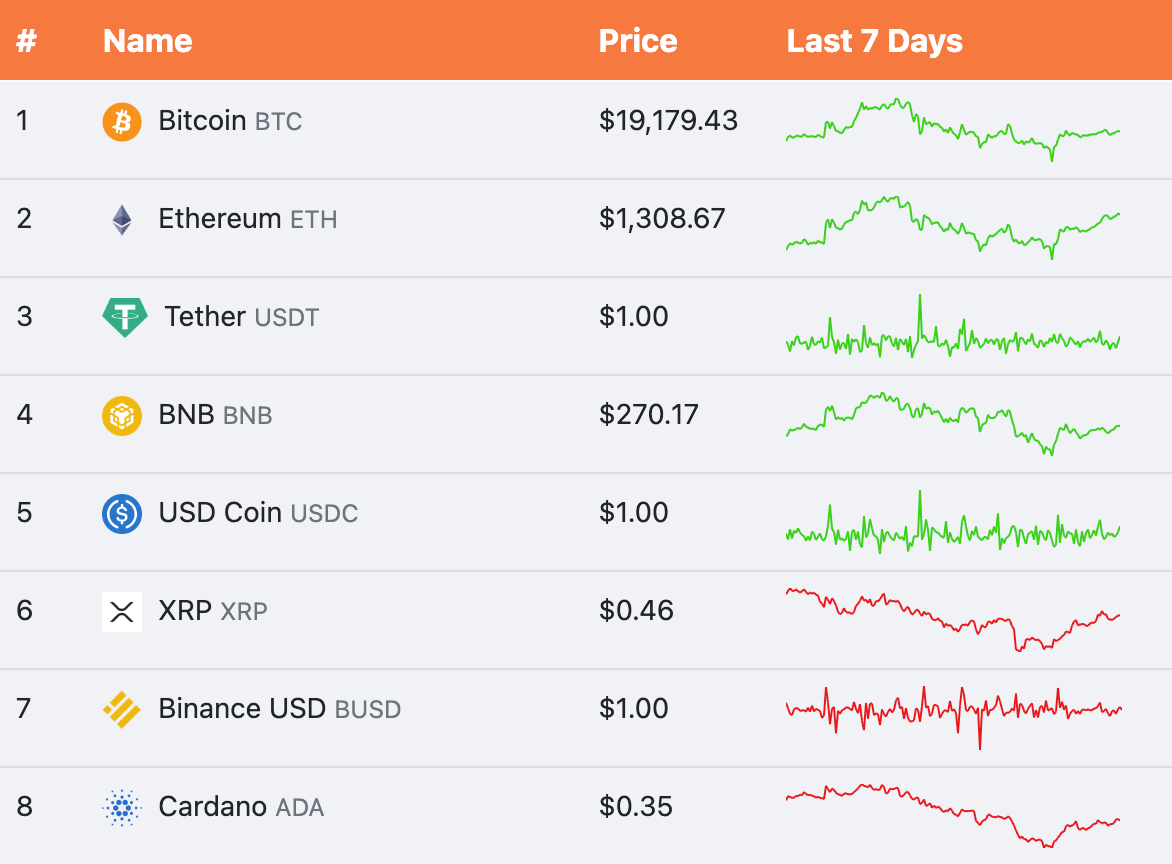 # Name Price Last 7 Days
1 Bitcoin BTC $19,179.43
2 Ethereum ETH $1,308.67
3 Tether USDT $1.00
4 BNB BNB $270.17
5 USD Coin USDC $1.00
6 XRP XRP $0.46
7 Binance USD BUSD $1.00
8 Cardano ADA $0.35